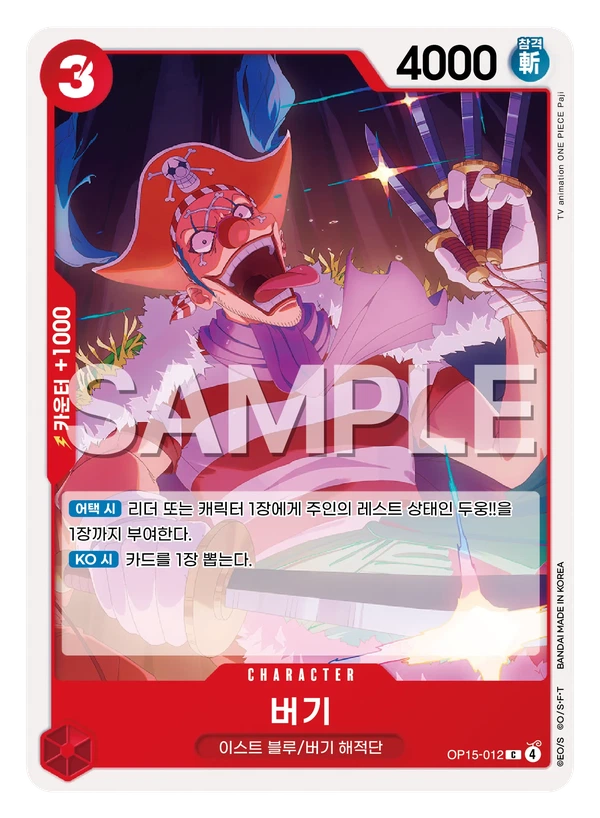 3
4000
참격
斬
TV animation ONE PIECE Paji
카운터 +1000
SAMPLE
어택 시 리더 또는 캐릭터 1장에게 주인의 레스트 상태인 두웅!!을
1장까지 부여한다.
KO 시 카드를 1장 뽑는다.
CHARACTER
버기
이스트 블루/버기 해적단
OP15-012 C 4
©EO/S ©O/S·F·T BANDAI MADE IN KOREA